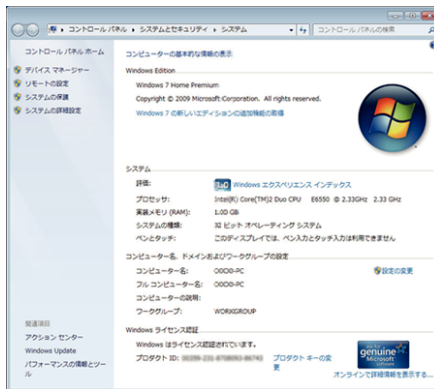 コントロール パネル ▸ システムとセキュリティ ▸ システム
コントロール パネルの検索
コントロール パネル ホーム
デバイス マネージャー
リモートの設定
システムの保護
システムの詳細設定
コンピューターの基本的な情報の表示
Windows Edition
Windows 7 Home Premium
Copyright © 2009 Microsoft Corporation. All rights reserved.
Windows 7 の新しいエディションの追加機能の取得
システム
評価: Windows エクスペリエンス インデックス
プロセッサ: Intel(R) Core(TM)2 Duo CPU E6550 @ 2.33GHz 2.33 GHz
実装メモリ (RAM): 1.00 GB
システムの種類: 32 ビット オペレーティング システム
ペンとタッチ: このディスプレイでは、ペン入力とタッチ入力は利用できません
コンピューター名、ドメインおよびワークグループの設定
コンピューター名: -PC 設定の変更
フル コンピューター名: -PC
コンピューターの説明:
ワークグループ: WORKGROUP
Windows ライセンス認証
Windows はライセンス認証されています。
プロダクト ID: プロダクト キーの変更
genuine
Microsoft
オンラインで詳細情報を表示する...
関連項目
アクション センター
Windows Update
パフォーマンスの情報とツール